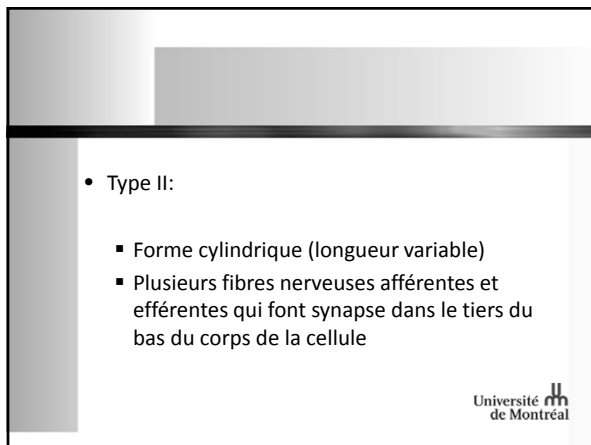 • Type II:
▪ Forme cylindrique (longueur variable)
▪ Plusieurs fibres nerveuses afférentes et
efférentes qui font synapse dans le tiers du
bas du corps de la cellule
Université
de Montréal